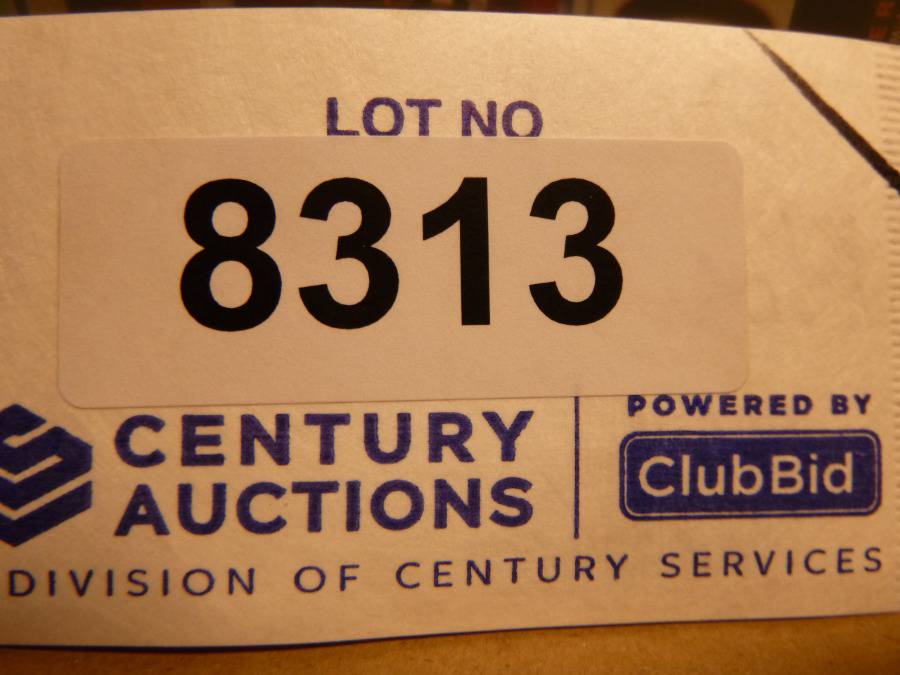 LOT NO
8313
CENTURY
AUCTIONS
POWERED BY
ClubBid
DIVISION OF CENTURY SERVICES